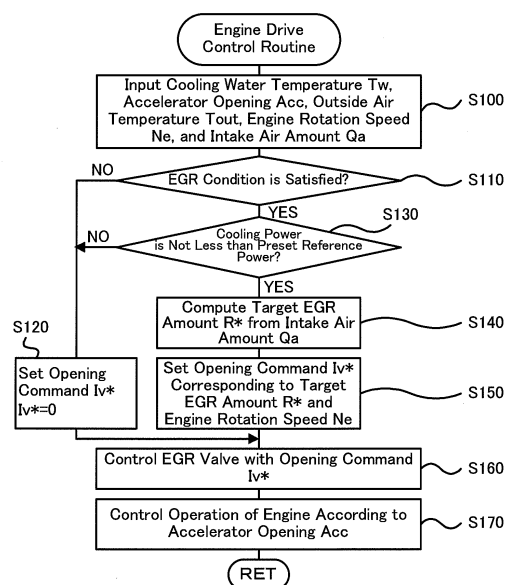 Engine Drive
Control Routine
Input Cooling Water Temperature Tw,
Accelerator Opening Acc, Outside Air
Temperature Tout, Engine Rotation Speed
Ne, and Intake Air Amount Qa
S100
NO
EGR Condition is Satisfied?
S110
YES
S130
NO
Cooling Power
is Not Less than Preset Reference
Power?
YES
Compute Target EGR
Amount R* from Intake Air
Amount Qa
S140
S120
Set Opening
Command Iv*
Iv*=0
Set Opening Command Iv*
Corresponding to Target
EGR Amount R* and
Engine Rotation Speed Ne
S150
Control EGR Valve with Opening Command
Iv*
S160
Control Operation of Engine According to
Accelerator Opening Acc
S170
RET